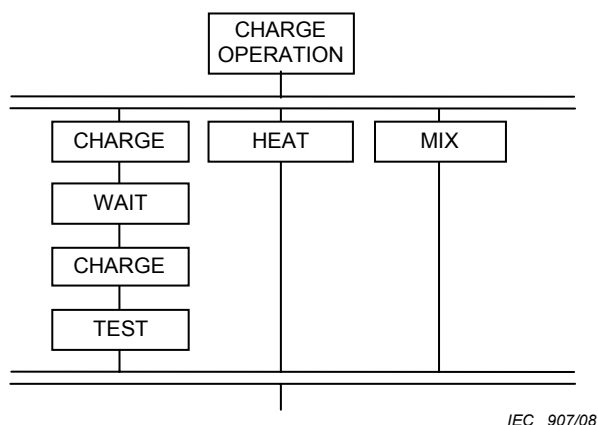 CHARGE
OPERATION
CHARGE
HEAT
MIX
WAIT
CHARGE
TEST
IEC 907/08